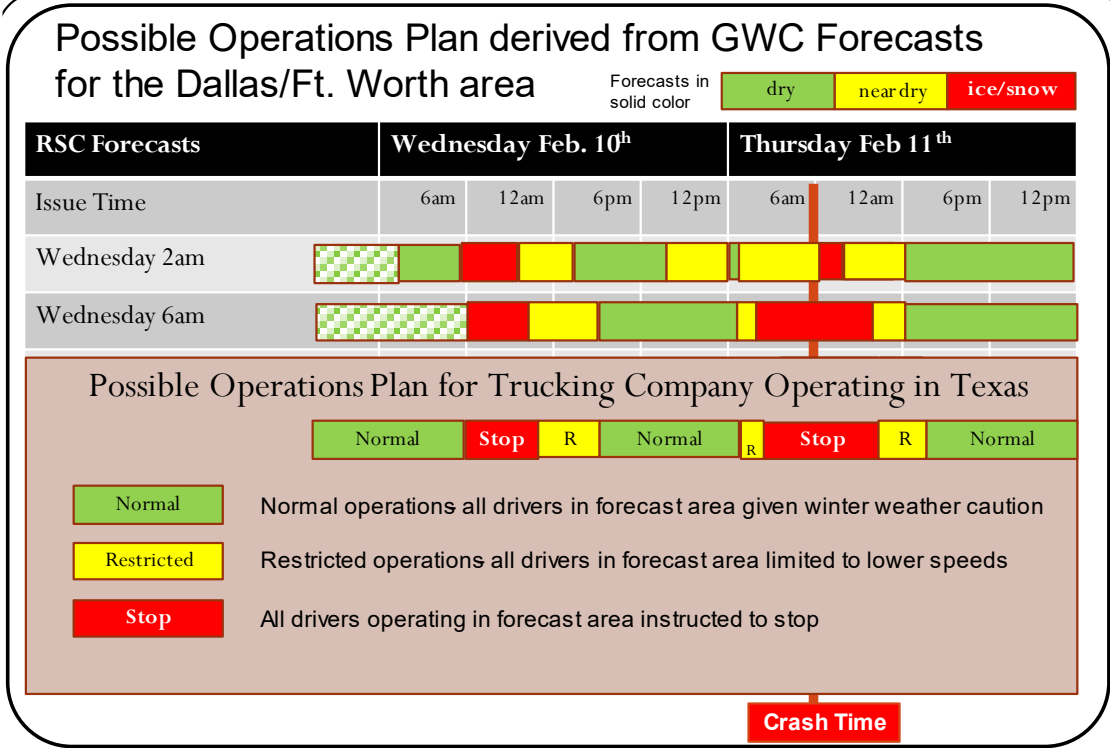 Possible Operations Plan derived from GWC Forecasts
for the Dallas/Ft. Worth area
Forecasts in
solid color
dry near dry ice/snow
RSC Forecasts Wednesday Feb. 10th Thursday Feb 11th
Issue Time 6am 12am 6pm 12pm 6am 12am 6pm 12pm
Wednesday 2am
Wednesday 6am
Possible Operations Plan for Trucking Company Operating in Texas
Normal Stop R Normal R Stop R Normal
Normal Normal operations- all drivers in forecast area given winter weather caution
Restricted Restricted operations- all drivers in forecast area limited to lower speeds
Stop All drivers operating in forecast area instructed to stop
Crash Time